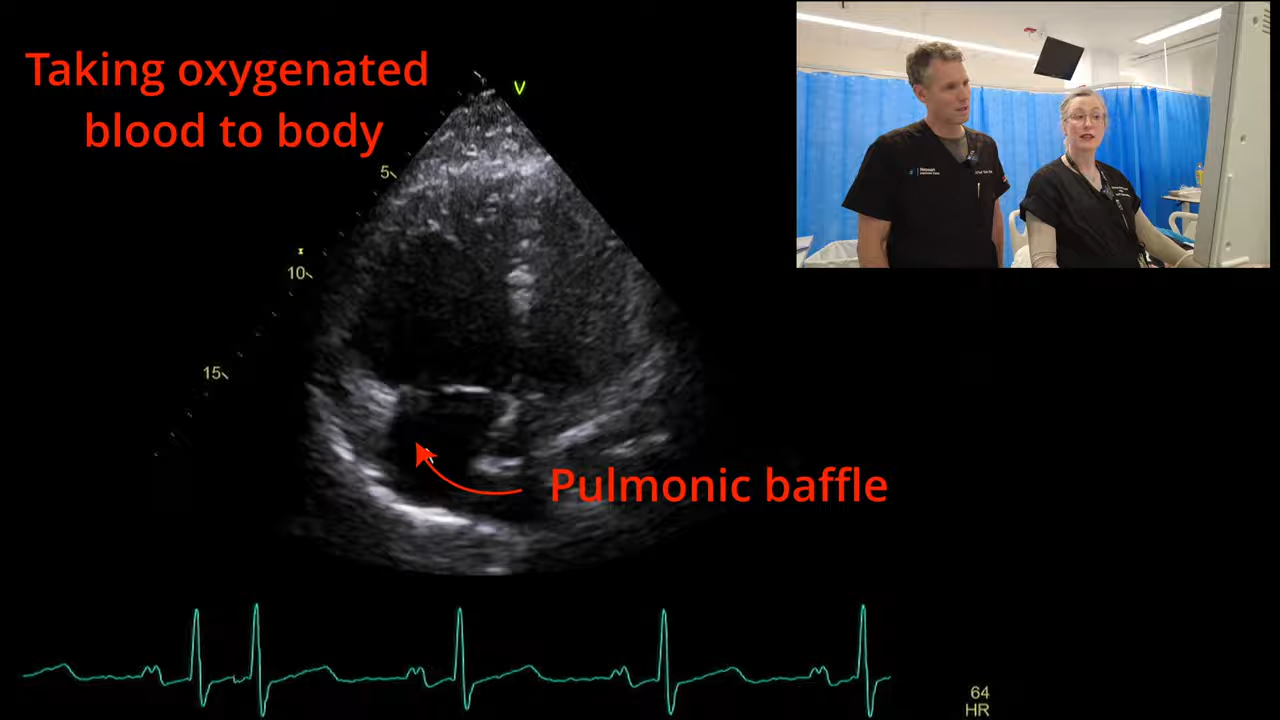 Taking oxygenated
blood to body
V
5
10
15
Pulmonic baffle
64
HR